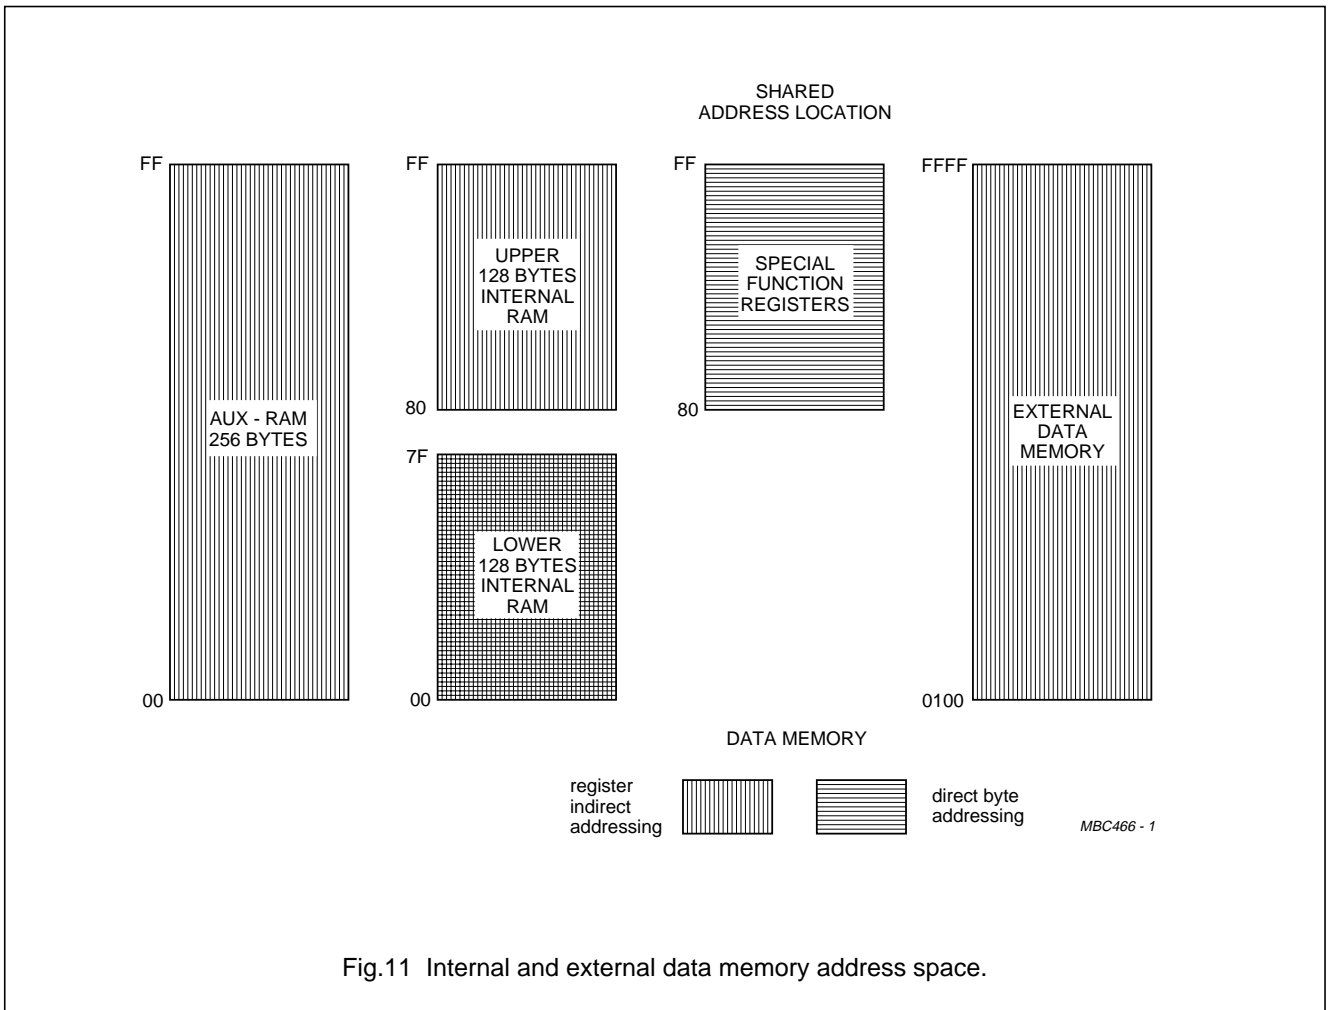 SHARED
ADDRESS LOCATION
FF
FF
FF
FFFF
UPPER
128 BYTES
INTERNAL
RAM
SPECIAL
FUNCTION
REGISTERS
80
80
AUX - RAM
256 BYTES
EXTERNAL
DATA
MEMORY
7F
LOWER
128 BYTES
INTERNAL
RAM
00
00
0100
DATA MEMORY
register
indirect
addressing
direct byte
addressing
MBC466 - 1
Fig.11 Internal and external data memory address space.